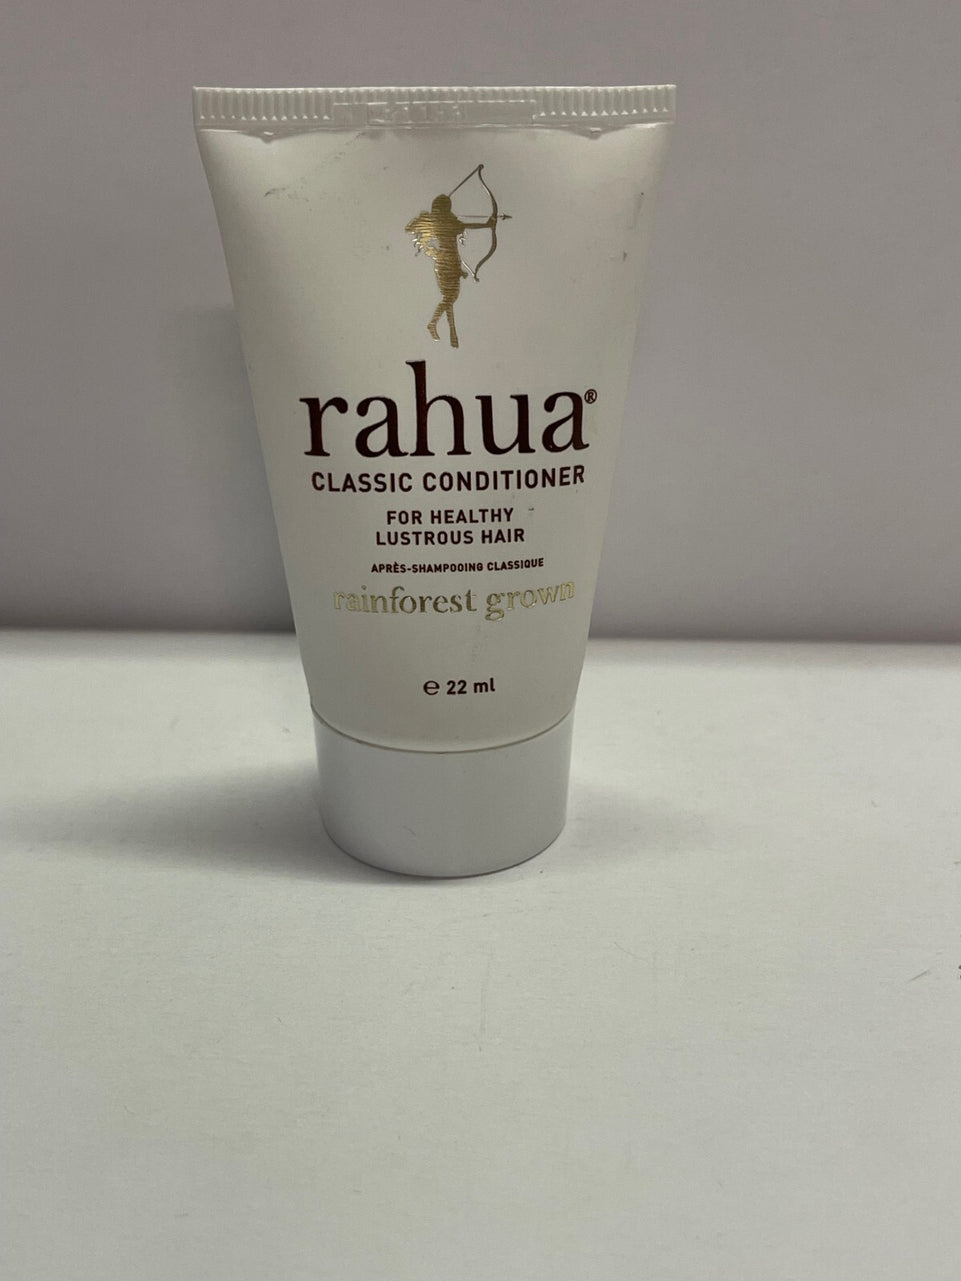 rahua®
CLASSIC CONDITIONER
FOR HEALTHY
LUSTROUS HAIR
APRÈS-SHAMPOOING CLASSIQUE
rainforest grown
℮ 22 ml